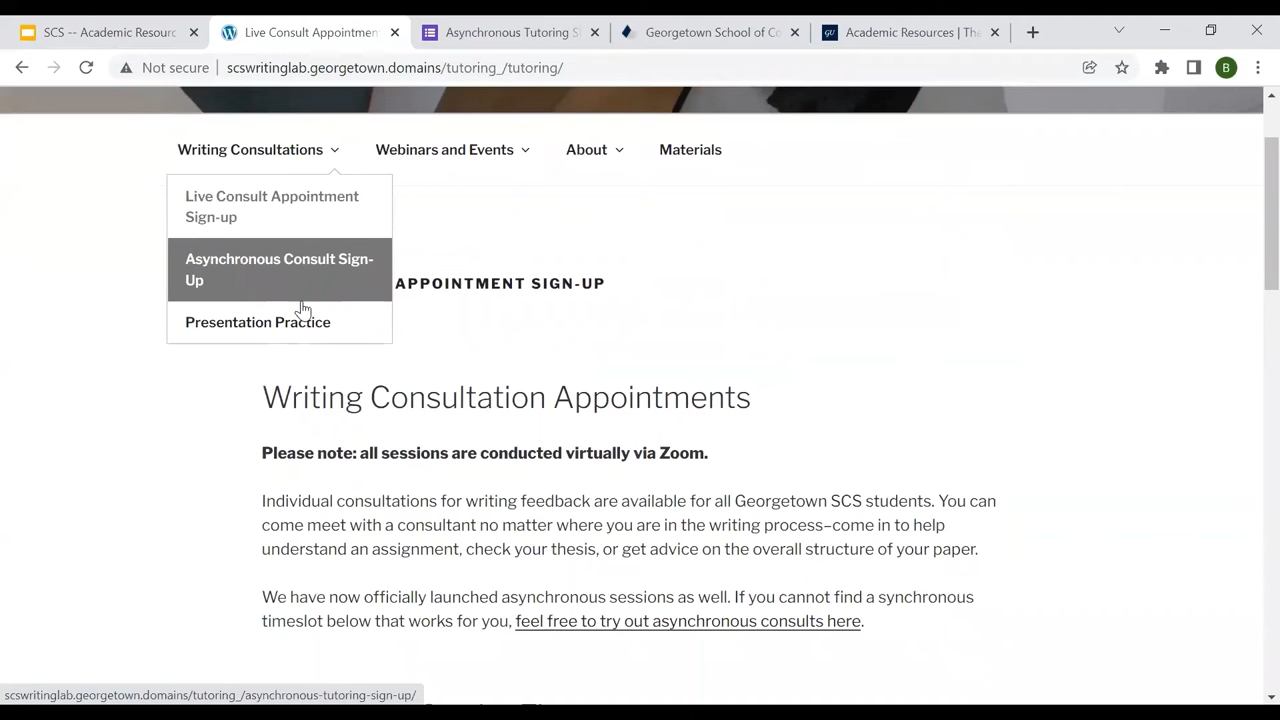 SCS -- Academic Resourc
Live Consult Appointmen
Asynchronous Tutoring S
Georgetown School of Co
GU
Academic Resources | The
Not secure
scswritinglab.georgetown.domains/tutoring_/tutoring/
B
Writing Consultations
Webinars and Events
About
Materials
Live Consult Appointment
Sign-up
Asynchronous Consult Sign-
Up
Presentation Practice
APPOINTMENT SIGN-UP
Writing Consultation Appointments
Please note: all sessions are conducted virtually via Zoom.
Individual consultations for writing feedback are available for all Georgetown SCS students. You can
come meet with a consultant no matter where you are in the writing process–come in to help
understand an assignment, check your thesis, or get advice on the overall structure of your paper.
We have now officially launched asynchronous sessions as well. If you cannot find a synchronous
timeslot below that works for you, feel free to try out asynchronous consults here.
scswritinglab.georgetown.domains/tutoring_/asynchronous-tutoring-sign-up/